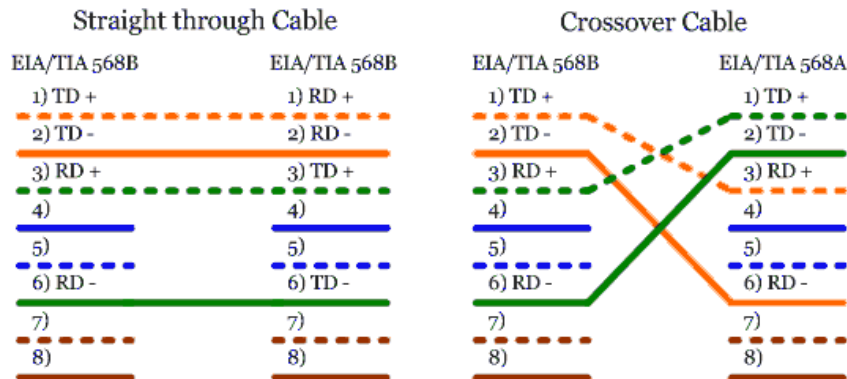 Straight through Cable
EIA/TIA 568B EIA/TIA 568B
1) TD + 1) RD +
2) TD - 2) RD -
3) RD + 3) TD +
4) 4)
5) 5)
6) RD - 6) TD -
7) 7)
8) 8)
Crossover Cable
EIA/TIA 568B EIA/TIA 568A
1) TD + 1) TD +
2) TD - 2) TD -
3) RD + 3) RD +
4) 4)
5) 5)
6) RD - 6) RD -
7) 7)
8) 8)